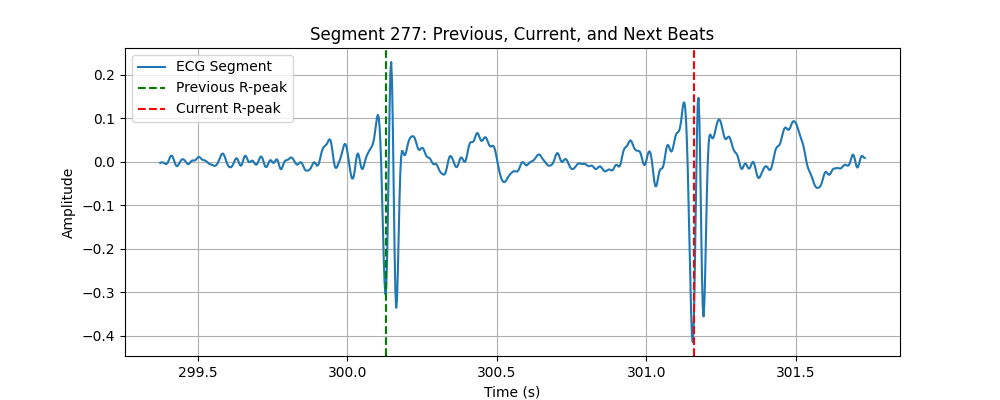 Segment 277: Previous, Current, and Next Beats
ECG Segment
Previous R-peak
Current R-peak
0.2
0.1
0.0
−0.1
−0.2
−0.3
−0.4
Amplitude
299.5 300.0 300.5 301.0 301.5
Time (s)